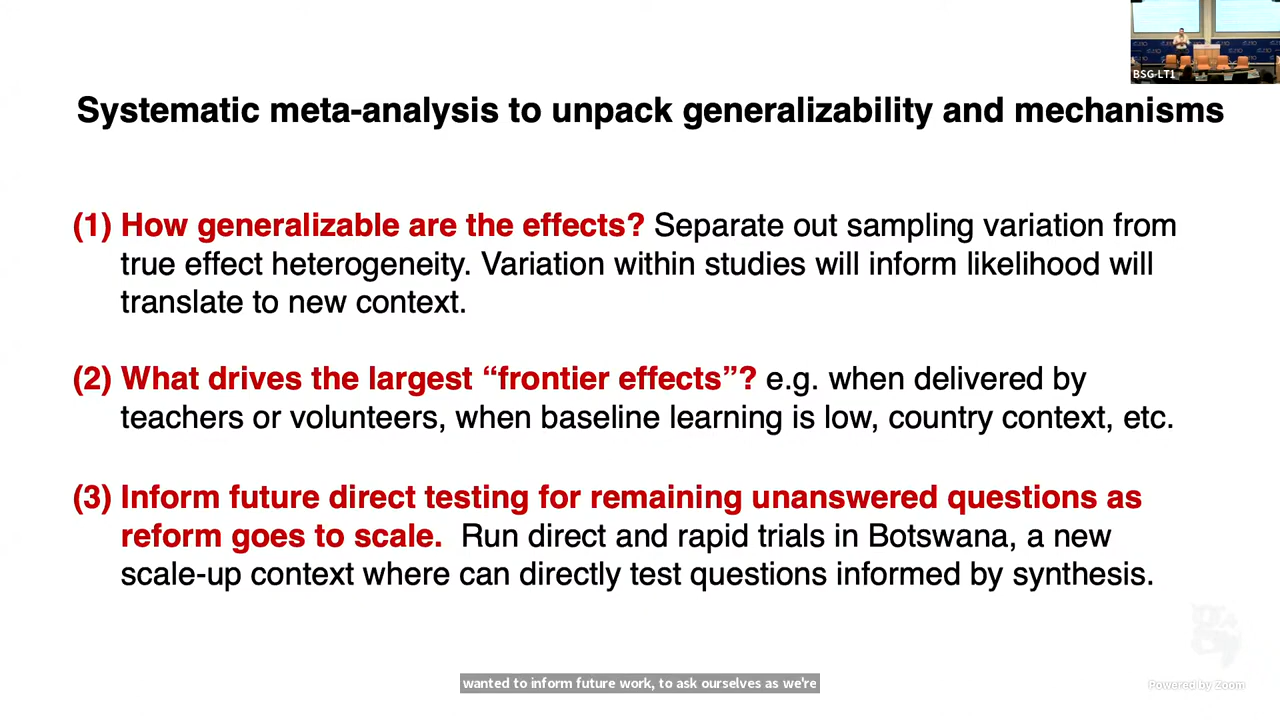 BSG-LT1
Systematic meta-analysis to unpack generalizability and mechanisms
(1) How generalizable are the effects? Separate out sampling variation from
true effect heterogeneity. Variation within studies will inform likelihood will
translate to new context.
(2) What drives the largest “frontier effects”? e.g. when delivered by
teachers or volunteers, when baseline learning is low, country context, etc.
(3) Inform future direct testing for remaining unanswered questions as
reform goes to scale. Run direct and rapid trials in Botswana, a new
scale-up context where can directly test questions informed by synthesis.
wanted to inform future work, to ask ourselves as we're
Powered by Zoom